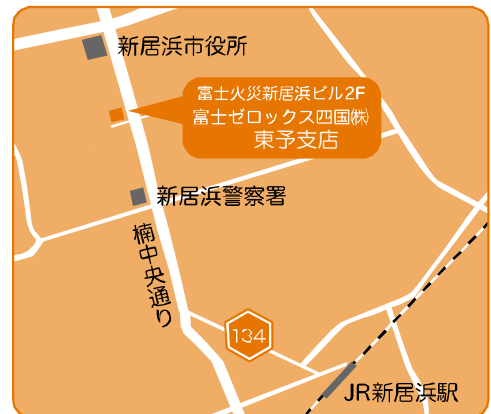 新居浜市役所
富士火災新居浜ビル2F
富士ゼロックス四国㈱
東予支店
新居浜警察署
楠中央通り
134
JR新居浜駅